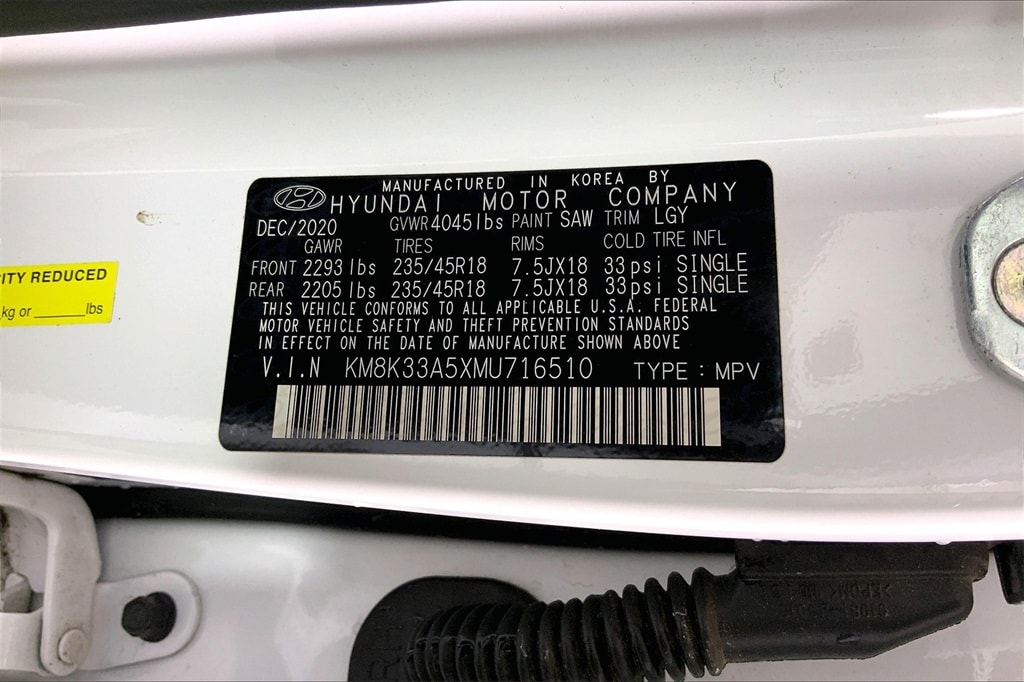 MANUFACTURED IN KOREA BY
HYUNDAI MOTOR COMPANY
DEC/2020 GVWR 4045 lbs PAINT SAW TRIM LGY
GAWR TIRES RIMS COLD TIRE INFL
FRONT 2293 lbs 235/45R18 7.5JX18 33 psi SINGLE
REAR 2205 lbs 235/45R18 7.5JX18 33 psi SINGLE
THIS VEHICLE CONFORMS TO ALL APPLICABLE U.S.A. FEDERAL
MOTOR VEHICLE SAFETY AND THEFT PREVENTION STANDARDS
IN EFFECT ON THE DATE OF MANUFACTURE SHOWN ABOVE
V.I.N KM8K33A5XMU716510 TYPE : MPV
ITY REDUCED
kg or ______lbs
>EPDM<